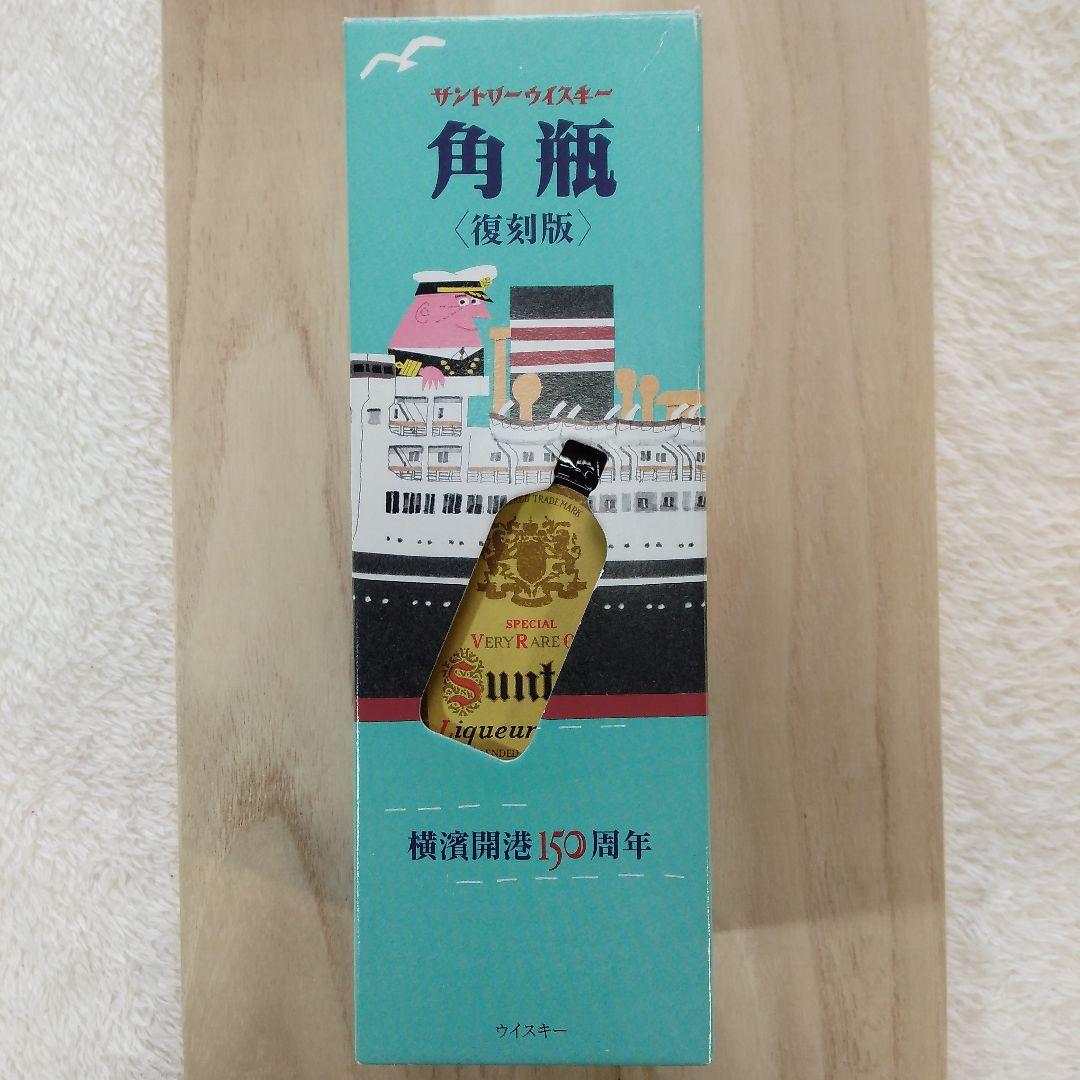 サントリーウイスキー
角瓶
〈復刻版〉
TRADE MARK
SPECIAL
VERY RARE
Sunt
Liqueur
ENDED
横濱開港150周年
ウイスキー